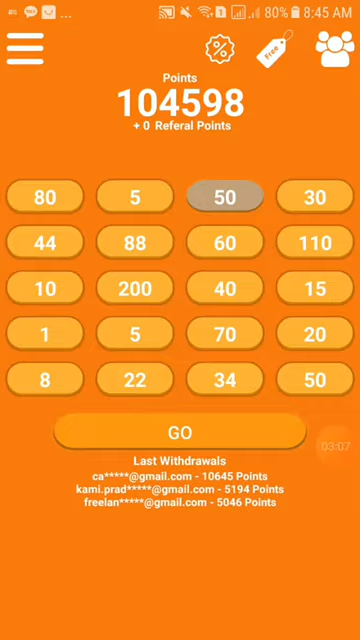 ... 1 80% 8:45 AM
Free
Points
104598
+ 0 Referal Points
80 5 50 30
44 88 60 110
10 200 40 15
1 5 70 20
8 22 34 50
GO
03:07
Last Withdrawals
ca*****@gmail.com - 10645 Points
kami.prad*****@gmail.com - 5194 Points
freelan*****@gmail.com - 5046 Points